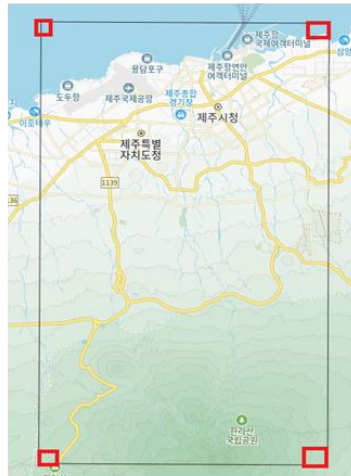 제주항
국제여객터미널
용담포구
제주항연안
여객터미널
삼양
도두항
제주국제공항
제주종합
경기장
이호테우
제주시청
제주특별
자치도청
1139
한라산
국립공원